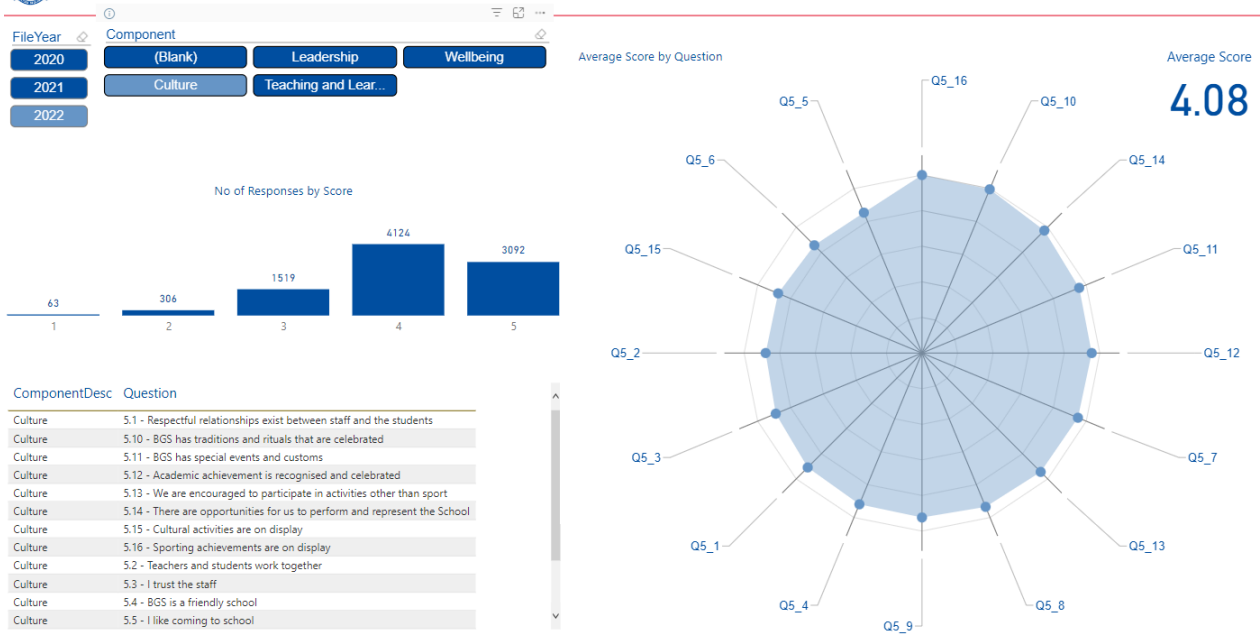 FileYear
2020
2021
2022
Component
(Blank)
Leadership
Wellbeing
Culture
Teaching and Lear...
No of Responses by Score
63
306
1519
4124
3092
1
2
3
4
5
ComponentDesc Question
Culture 5.1 - Respectful relationships exist between staff and the students
Culture 5.10 - BGS has traditions and rituals that are celebrated
Culture 5.11 - BGS has special events and customs
Culture 5.12 - Academic achievement is recognised and celebrated
Culture 5.13 - We are encouraged to participate in activities other than sport
Culture 5.14 - There are opportunities for us to perform and represent the School
Culture 5.15 - Cultural activities are on display
Culture 5.16 - Sporting achievements are on display
Culture 5.2 - Teachers and students work together
Culture 5.3 - I trust the staff
Culture 5.4 - BGS is a friendly school
Culture 5.5 - I like coming to school
Average Score by Question
Q5_16
Q5_10
Q5_14
Q5_11
Q5_12
Q5_7
Q5_13
Q5_8
Q5_9
Q5_4
Q5_1
Q5_3
Q5_2
Q5_15
Q5_6
Q5_5
Average Score
4.08